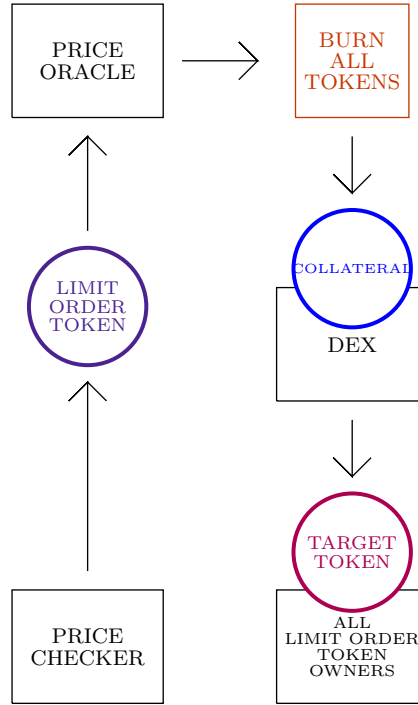 PRICE
ORACLE
BURN
ALL
TOKENS
LIMIT
ORDER
TOKEN
COLLATERAL
DEX
TARGET
TOKEN
PRICE
CHECKER
ALL
LIMIT ORDER
TOKEN
OWNERS